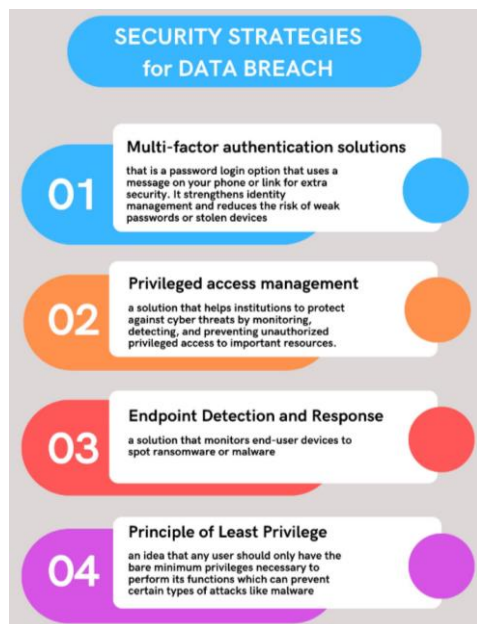 SECURITY STRATEGIES
for DATA BREACH
01
Multi-factor authentication solutions
that is a password login option that uses a
message on your phone or link for extra
security. It strengthens identity
management and reduces the risk of weak
passwords or stolen devices
02
Privileged access management
a solution that helps institutions to protect
against cyber threats by monitoring,
detecting, and preventing unauthorized
privileged access to important resources.
03
Endpoint Detection and Response
a solution that monitors end-user devices to
spot ransomware or malware
04
Principle of Least Privilege
an idea that any user should only have the
bare minimum privileges necessary to
perform its functions which can prevent
certain types of attacks like malware